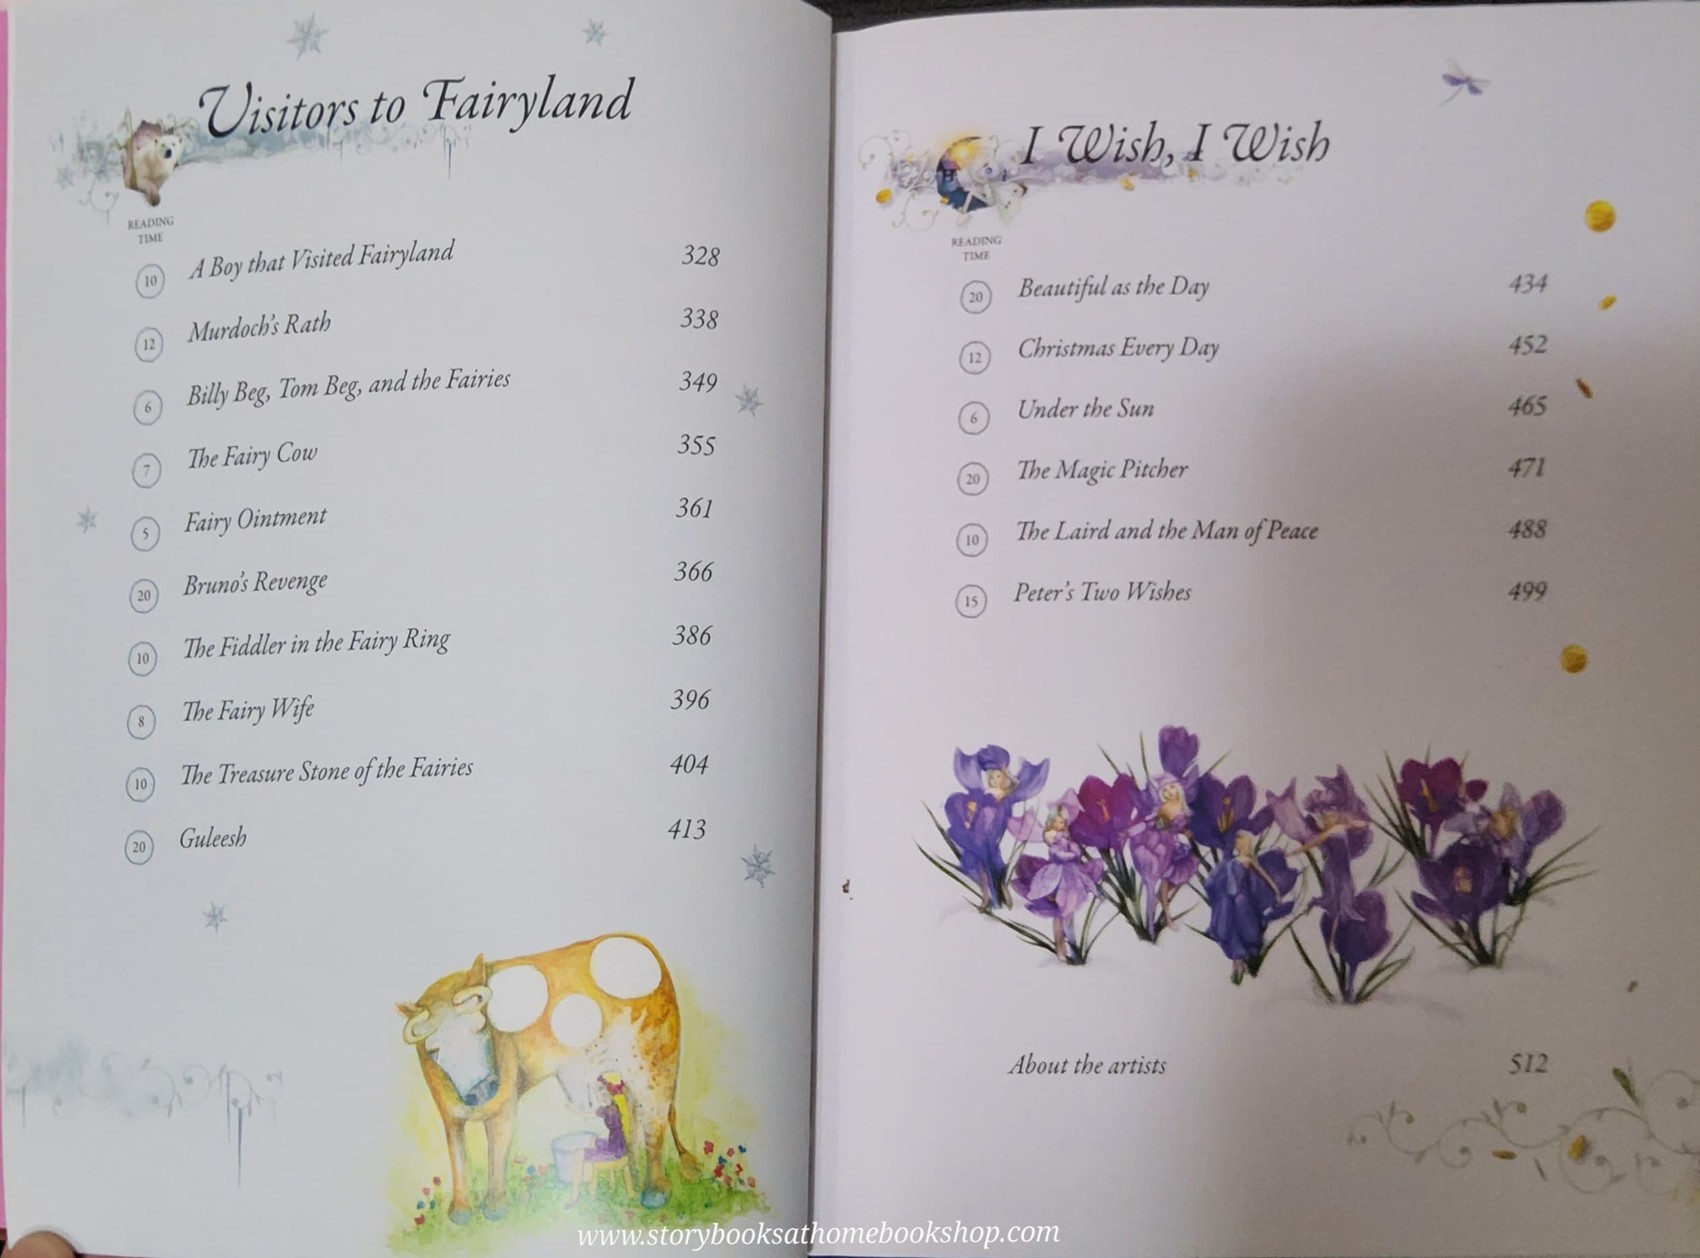 Visitors to Fairyland
READING
TIME
10 A Boy that Visited Fairyland 328
12 Murdoch's Rath 338
6 Billy Beg, Tom Beg, and the Fairies 349
7 The Fairy Cow 355
5 Fairy Ointment 361
20 Bruno's Revenge 366
10 The Fiddler in the Fairy Ring 386
8 The Fairy Wife 396
10 The Treasure Stone of the Fairies 404
20 Guleesh 413
I Wish, I Wish
READING
TIME
20 Beautiful as the Day 434
12 Christmas Every Day 452
6 Under the Sun 465
20 The Magic Pitcher 471
10 The Laird and the Man of Peace 488
15 Peter's Two Wishes 499
About the artists 512
www.storybooksathomebookshop.com